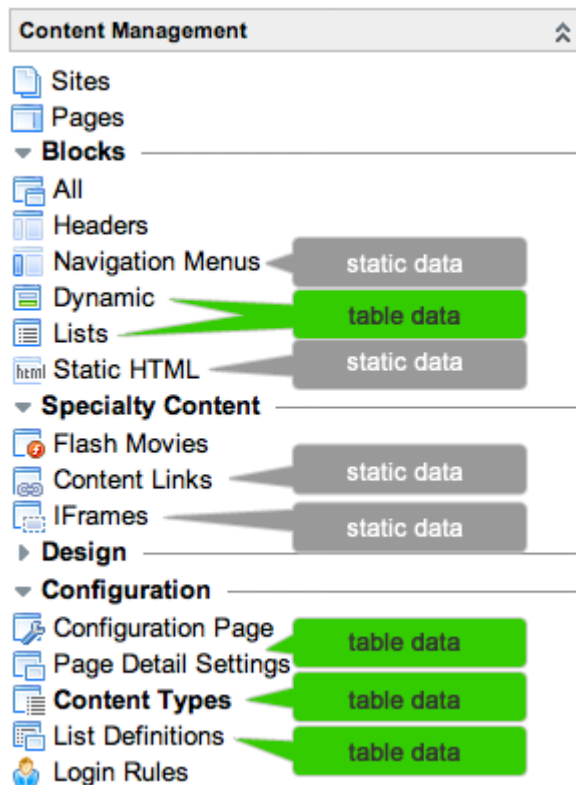 Content Management
Sites
Pages
Blocks
All
Headers
Navigation Menus static data
Dynamic table data
Lists
html Static HTML static data
Specialty Content
Flash Movies
Content Links static data
IFrames static data
Design
Configuration
Configuration Page table data
Page Detail Settings
Content Types table data
List Definitions table data
Login Rules